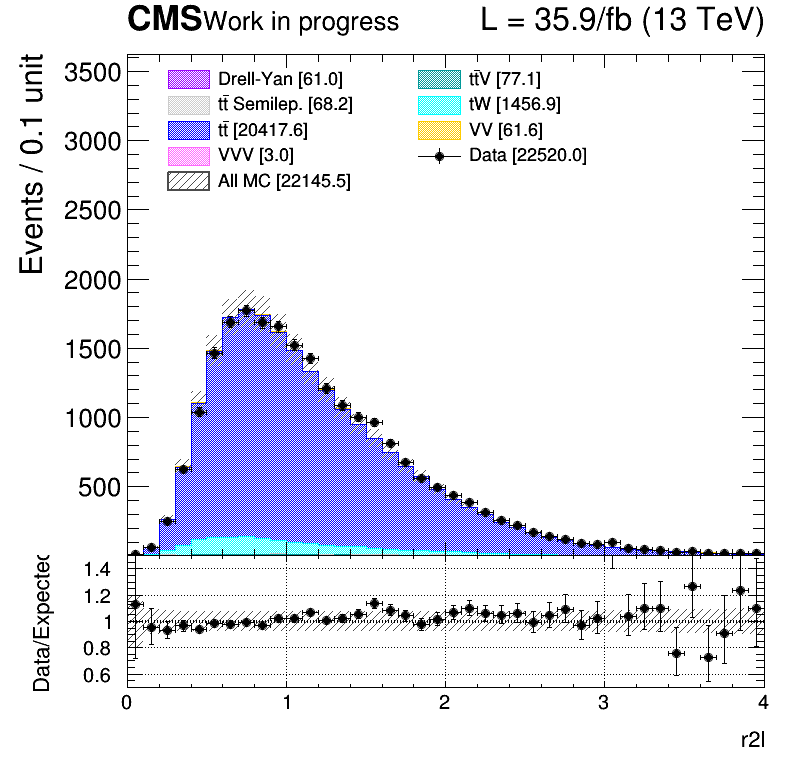 CMS Work in progress L = 35.9/fb (13 TeV)
Events / 0.1 unit
3500
3000
2500
2000
1500
1000
500
Drell-Yan [61.0]
tt̄ Semilep. [68.2]
tt̄ [20417.6]
VVV [3.0]
All MC [22145.5]
tt̄V [77.1]
tW [1456.9]
VV [61.6]
Data [22520.0]
Data/Expected
1.4
1.2
1
0.8
0.6
0 1 2 3 4
r2l